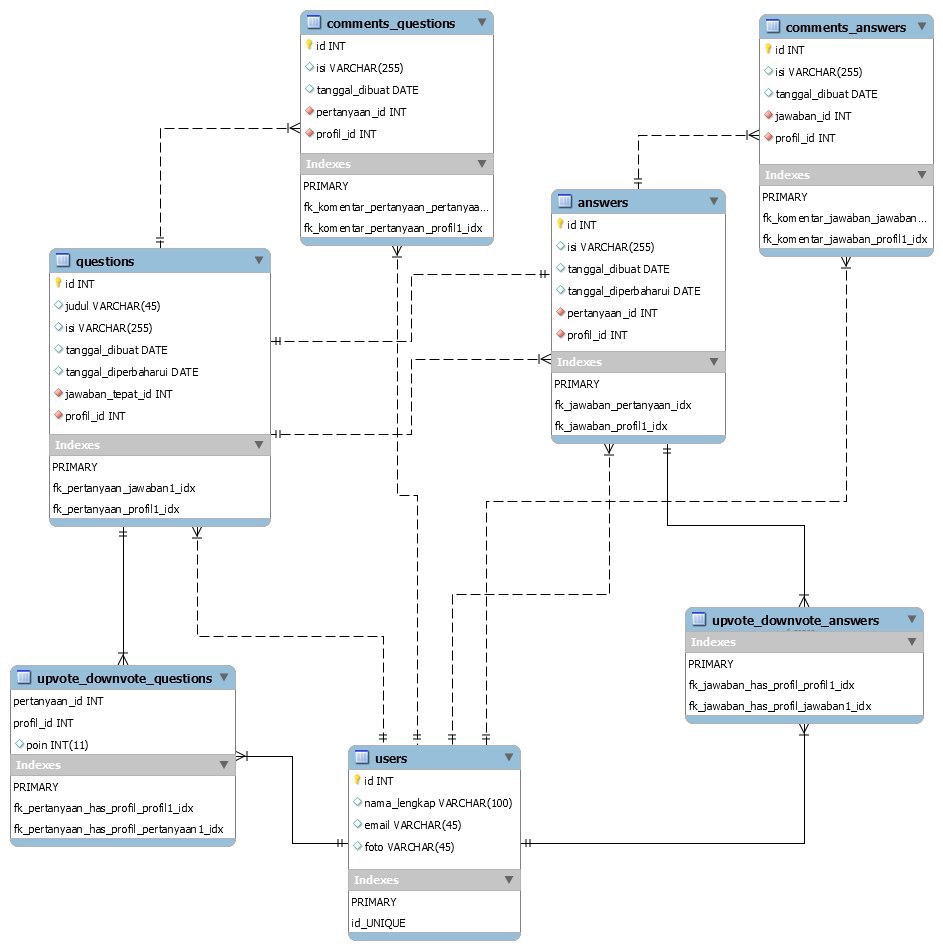 comments_questions
id INT
isi VARCHAR(255)
tanggal_dibuat DATE
pertanyaan_id INT
profil_id INT
Indexes
PRIMARY
fk_komentar_pertanyaan_pertanyaa...
fk_komentar_pertanyaan_profil1_idx
comments_answers
id INT
isi VARCHAR(255)
tanggal_dibuat DATE
jawaban_id INT
profil_id INT
Indexes
PRIMARY
fk_komentar_jawaban_jawaban...
fk_komentar_jawaban_profil1_idx
answers
id INT
isi VARCHAR(255)
tanggal_dibuat DATE
tanggal_diperbaharui DATE
pertanyaan_id INT
profil_id INT
Indexes
PRIMARY
fk_jawaban_pertanyaan_idx
fk_jawaban_profil1_idx
questions
id INT
judul VARCHAR(45)
isi VARCHAR(255)
tanggal_dibuat DATE
tanggal_diperbaharui DATE
jawaban_tepat_id INT
profil_id INT
Indexes
PRIMARY
fk_pertanyaan_jawaban1_idx
fk_pertanyaan_profil1_idx
upvote_downvote_answers
Indexes
PRIMARY
fk_jawaban_has_profil_profil1_idx
fk_jawaban_has_profil_jawaban1_idx
upvote_downvote_questions
pertanyaan_id INT
profil_id INT
poin INT(11)
Indexes
PRIMARY
fk_pertanyaan_has_profil_profil1_idx
fk_pertanyaan_has_profil_pertanyaan1_idx
users
id INT
nama_lengkap VARCHAR(100)
email VARCHAR(45)
foto VARCHAR(45)
Indexes
PRIMARY
id_UNIQUE